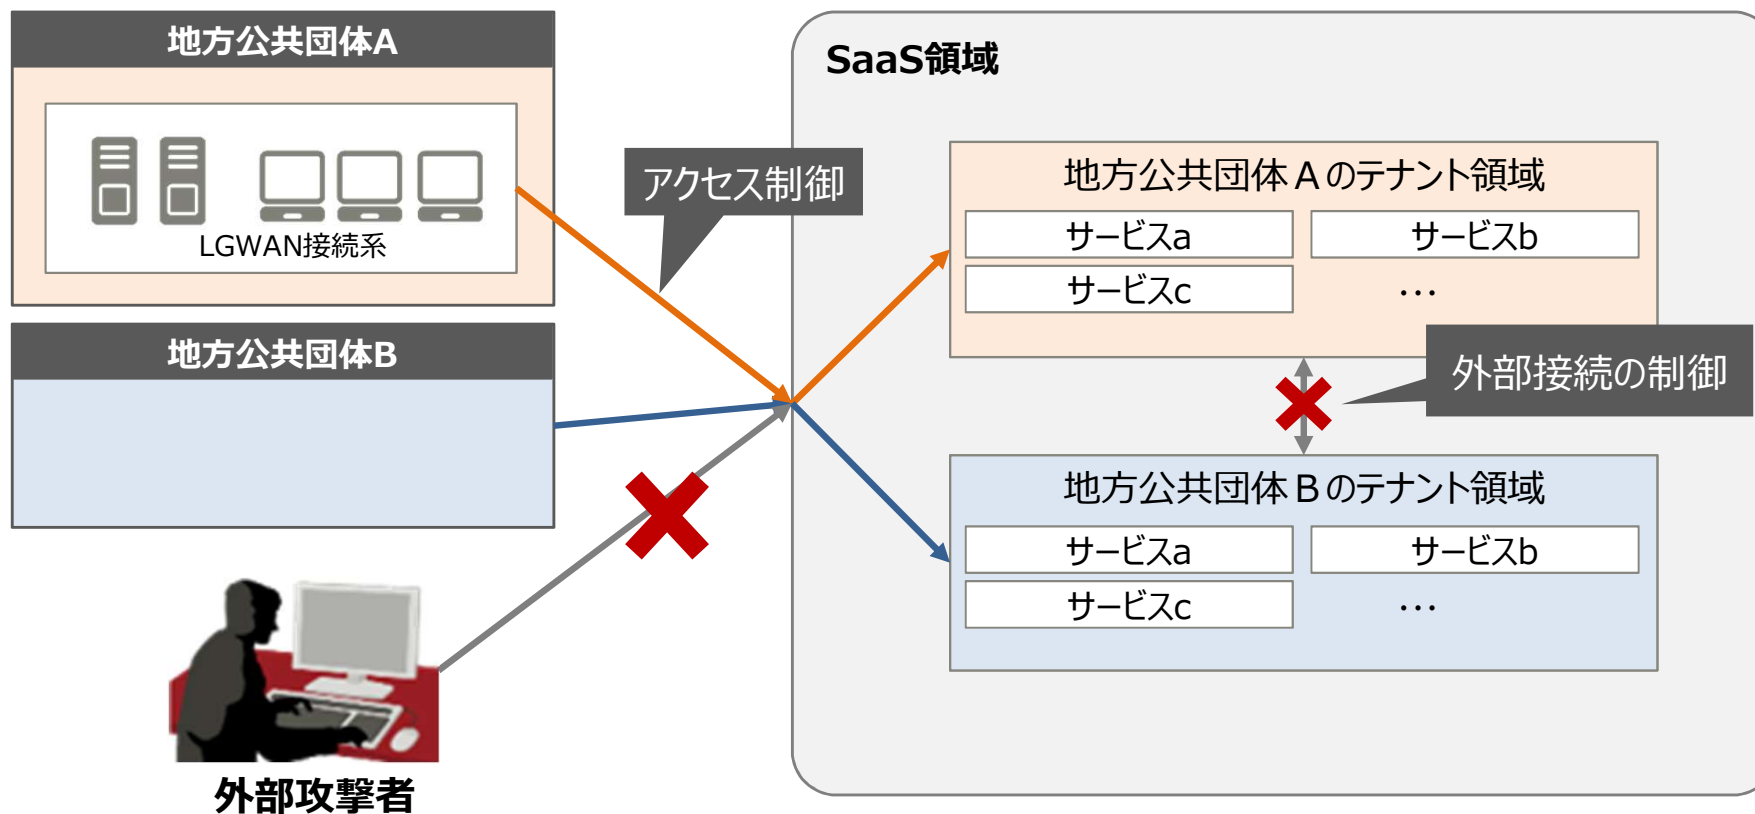 地方公共団体A
LGWAN接続系
地方公共団体B
外部攻撃者
アクセス制御
SaaS領域
地方公共団体Aのテナント領域
サービスa
サービスb
サービスc
…
外部接続の制御
地方公共団体Bのテナント領域
サービスa
サービスb
サービスc
…